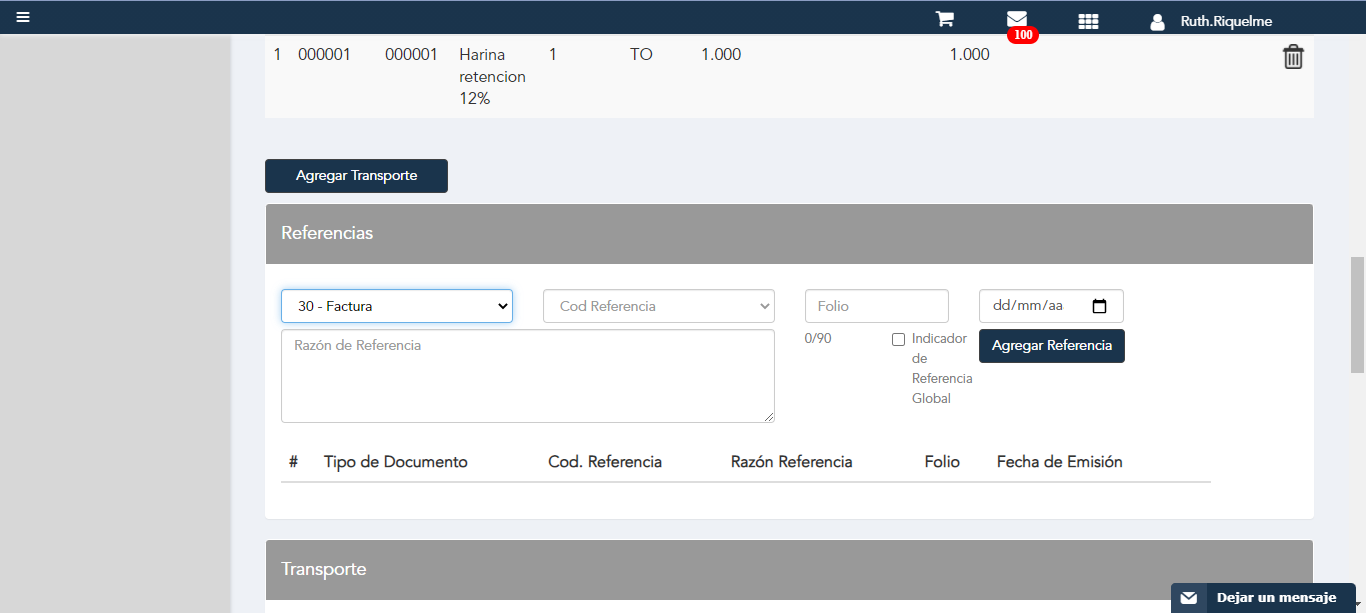 Ruth.Riquelme
100
1 000001 000001 Harina 1 TO 1.000 1.000
retencion
12%
Agregar Transporte
Referencias
30 - Factura Cod Referencia Folio dd/mm/aa
Razón de Referencia 0/90 Indicador Agregar Referencia
de
Referencia
Global
# Tipo de Documento Cod. Referencia Razón Referencia Folio Fecha de Emisión
Transporte
Dejar un mensaje